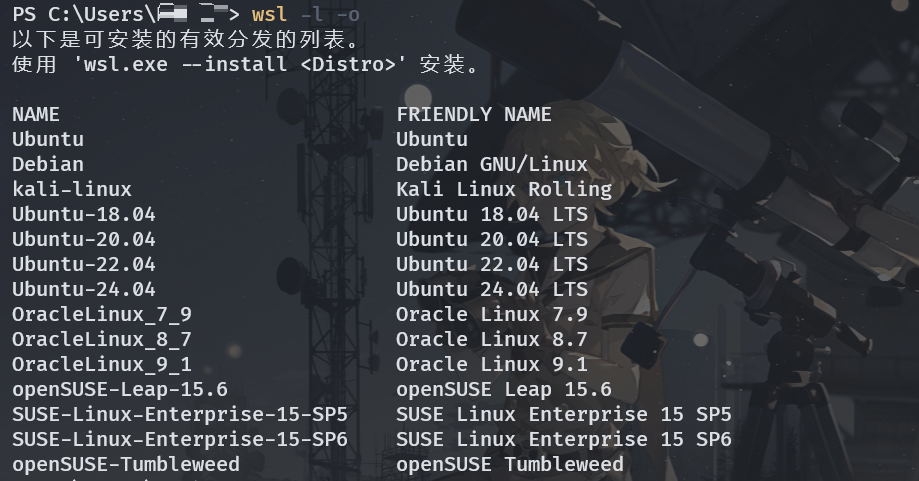 PS C:\Users\> wsl -l -o
以下是可安装的有效分发的列表。
使用 'wsl.exe --install <Distro>' 安装。
NAME FRIENDLY NAME
Ubuntu Ubuntu
Debian Debian GNU/Linux
kali-linux Kali Linux Rolling
Ubuntu-18.04 Ubuntu 18.04 LTS
Ubuntu-20.04 Ubuntu 20.04 LTS
Ubuntu-22.04 Ubuntu 22.04 LTS
Ubuntu-24.04 Ubuntu 24.04 LTS
OracleLinux_7_9 Oracle Linux 7.9
OracleLinux_8_7 Oracle Linux 8.7
OracleLinux_9_1 Oracle Linux 9.1
openSUSE-Leap-15.6 openSUSE Leap 15.6
SUSE-Linux-Enterprise-15-SP5 SUSE Linux Enterprise 15 SP5
SUSE-Linux-Enterprise-15-SP6 SUSE Linux Enterprise 15 SP6
openSUSE-Tumbleweed openSUSE Tumbleweed